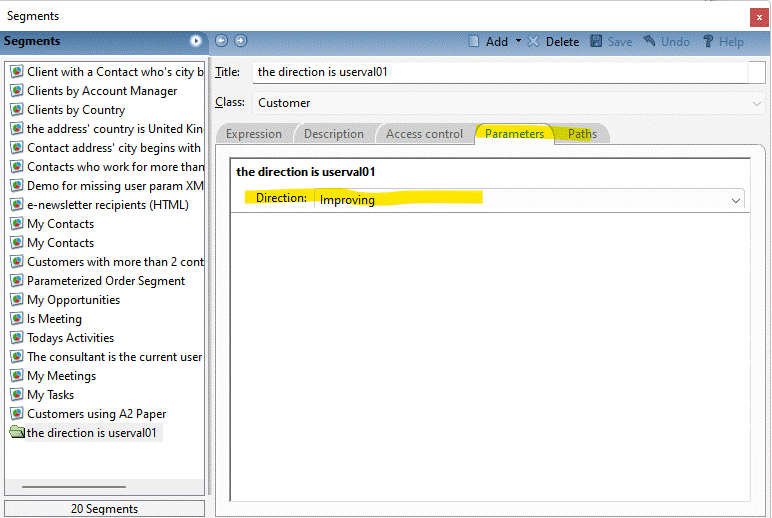 Segments
Segments
Add
Delete
Save
Undo
Help
Client with a Contact who's city b
Clients by Account Manager
Clients by Country
the address' country is United Kin
Contact address' city begins with
Contacts who work for more than
Demo for missing user param XM
e-newsletter recipients (HTML)
My Contacts
My Contacts
Customers with more than 2 cont
Parameterized Order Segment
My Opportunities
Is Meeting
Todays Activities
The consultant is the current user
My Meetings
My Tasks
Customers using A2 Paper
the direction is userval01
20 Segments
Title: the direction is userval01
Class: Customer
Expression Description Access control Parameters Paths
the direction is userval01
Direction: Improving